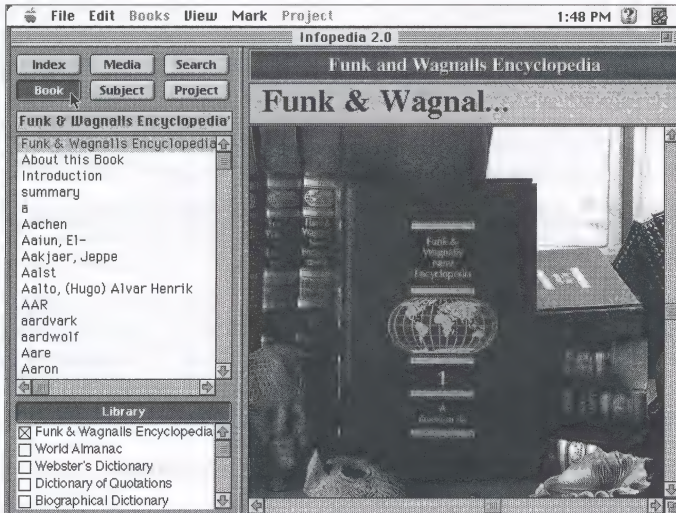 File Edit Books View Mark Project 1:48 PM
Infopedia 2.0
Index Media Search
Book Subject Project
Funk & Wagnalls Encyclopedia
Funk & Wagnalls Encyclopedia
About this Book
Introduction
summary
a
Aachen
Aaiun, El-
Aakjaer, Jeppe
Aalst
Aalto, (Hugo) Alvar Henrik
AAR
aardvark
aardwolf
Aare
Aaron
Library
Funk & Wagnalls Encyclopedia
World Almanac
Webster's Dictionary
Dictionary of Quotations
Biographical Dictionary
Funk and Wagnalls Encyclopedia
Funk & Wagnal...
Funk &
Wagnalls
New
Encyclopedia
1
A